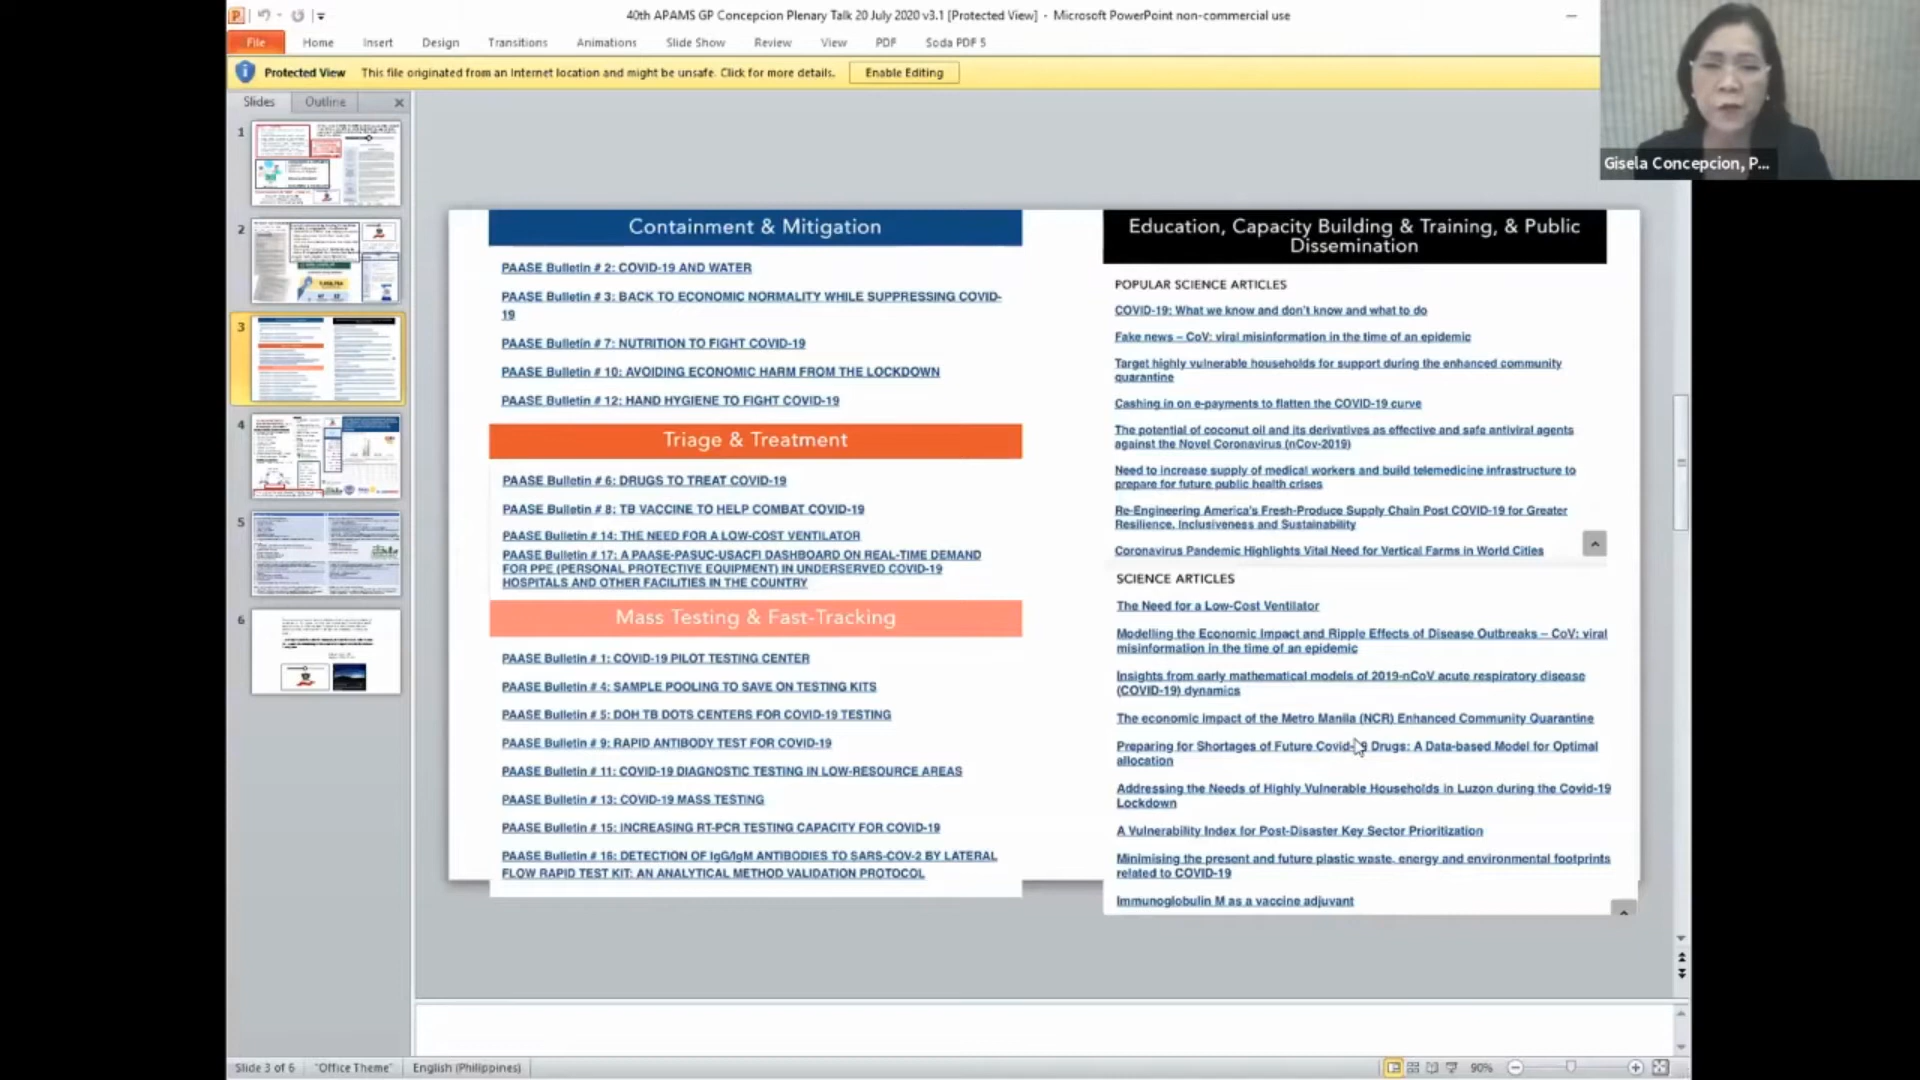 40th APAMS GP Concepcion Plenary Talk 20 July 2020 v3.1 [Protected View] - Microsoft PowerPoint non-commercial use
File Home Insert Design Transitions Animations Slide Show Review View PDF Soda PDF 5
Protected View This file originated from an Internet location and might be unsafe. Click for more details. Enable Editing
Gisela Concepcion, P...
Slides Outline
1
2
3
4
5
6
Containment & Mitigation
PAASE Bulletin # 2: COVID-19 AND WATER
PAASE Bulletin # 3: BACK TO ECONOMIC NORMALITY WHILE SUPPRESSING COVID-
19
PAASE Bulletin # 7: NUTRITION TO FIGHT COVID-19
PAASE Bulletin # 10: AVOIDING ECONOMIC HARM FROM THE LOCKDOWN
PAASE Bulletin # 12: HAND HYGIENE TO FIGHT COVID-19
Triage & Treatment
PAASE Bulletin # 6: DRUGS TO TREAT COVID-19
PAASE Bulletin # 8: TB VACCINE TO HELP COMBAT COVID-19
PAASE Bulletin # 14: THE NEED FOR A LOW-COST VENTILATOR
PAASE Bulletin # 17: A PAASE-PASUC-USACFI DASHBOARD ON REAL-TIME DEMAND
FOR PPE (PERSONAL PROTECTIVE EQUIPMENT) IN UNDERSERVED COVID-19
HOSPITALS AND OTHER FACILITIES IN THE COUNTRY
Mass Testing & Fast-Tracking
PAASE Bulletin # 1: COVID-19 PILOT TESTING CENTER
PAASE Bulletin # 4: SAMPLE POOLING TO SAVE ON TESTING KITS
PAASE Bulletin # 5: DOH TB DOTS CENTERS FOR COVID-19 TESTING
PAASE Bulletin # 9: RAPID ANTIBODY TEST FOR COVID-19
PAASE Bulletin # 11: COVID-19 DIAGNOSTIC TESTING IN LOW-RESOURCE AREAS
PAASE Bulletin # 13: COVID-19 MASS TESTING
PAASE Bulletin # 15: INCREASING RT-PCR TESTING CAPACITY FOR COVID-19
PAASE Bulletin # 16: DETECTION OF IgG/IgM ANTIBODIES TO SARS-COV-2 BY LATERAL
FLOW RAPID TEST KIT: AN ANALYTICAL METHOD VALIDATION PROTOCOL
Education, Capacity Building & Training, & Public
Dissemination
POPULAR SCIENCE ARTICLES
COVID-19: What we know and don't know and what to do
Fake news – CoV: viral misinformation in the time of an epidemic
Target highly vulnerable households for support during the enhanced community
quarantine
Cashing in on e-payments to flatten the COVID-19 curve
The potential of coconut oil and its derivatives as effective and safe antiviral agents
against the Novel Coronavirus (nCov-2019)
Need to increase supply of medical workers and build telemedicine infrastructure to
prepare for future public health crises
Re-Engineering America's Fresh-Produce Supply Chain Post COVID-19 for Greater
Resilience, Inclusiveness and Sustainability
Coronavirus Pandemic Highlights Vital Need for Vertical Farms in World Cities
SCIENCE ARTICLES
The Need for a Low-Cost Ventilator
Modelling the Economic Impact and Ripple Effects of Disease Outbreaks – CoV: viral
misinformation in the time of an epidemic
Insights from early mathematical models of 2019-nCoV acute respiratory disease
(COVID-19) dynamics
The economic impact of the Metro Manila (NCR) Enhanced Community Quarantine
Preparing for Shortages of Future Covid-19 Drugs: A Data-based Model for Optimal
allocation
Addressing the Needs of Highly Vulnerable Households in Luzon during the Covid-19
Lockdown
A Vulnerability Index for Post-Disaster Key Sector Prioritization
Minimising the present and future plastic waste, energy and environmental footprints
related to COVID-19
Immunoglobulin M as a vaccine adjuvant
Slide 3 of 6 "Office Theme" English (Philippines) 90%